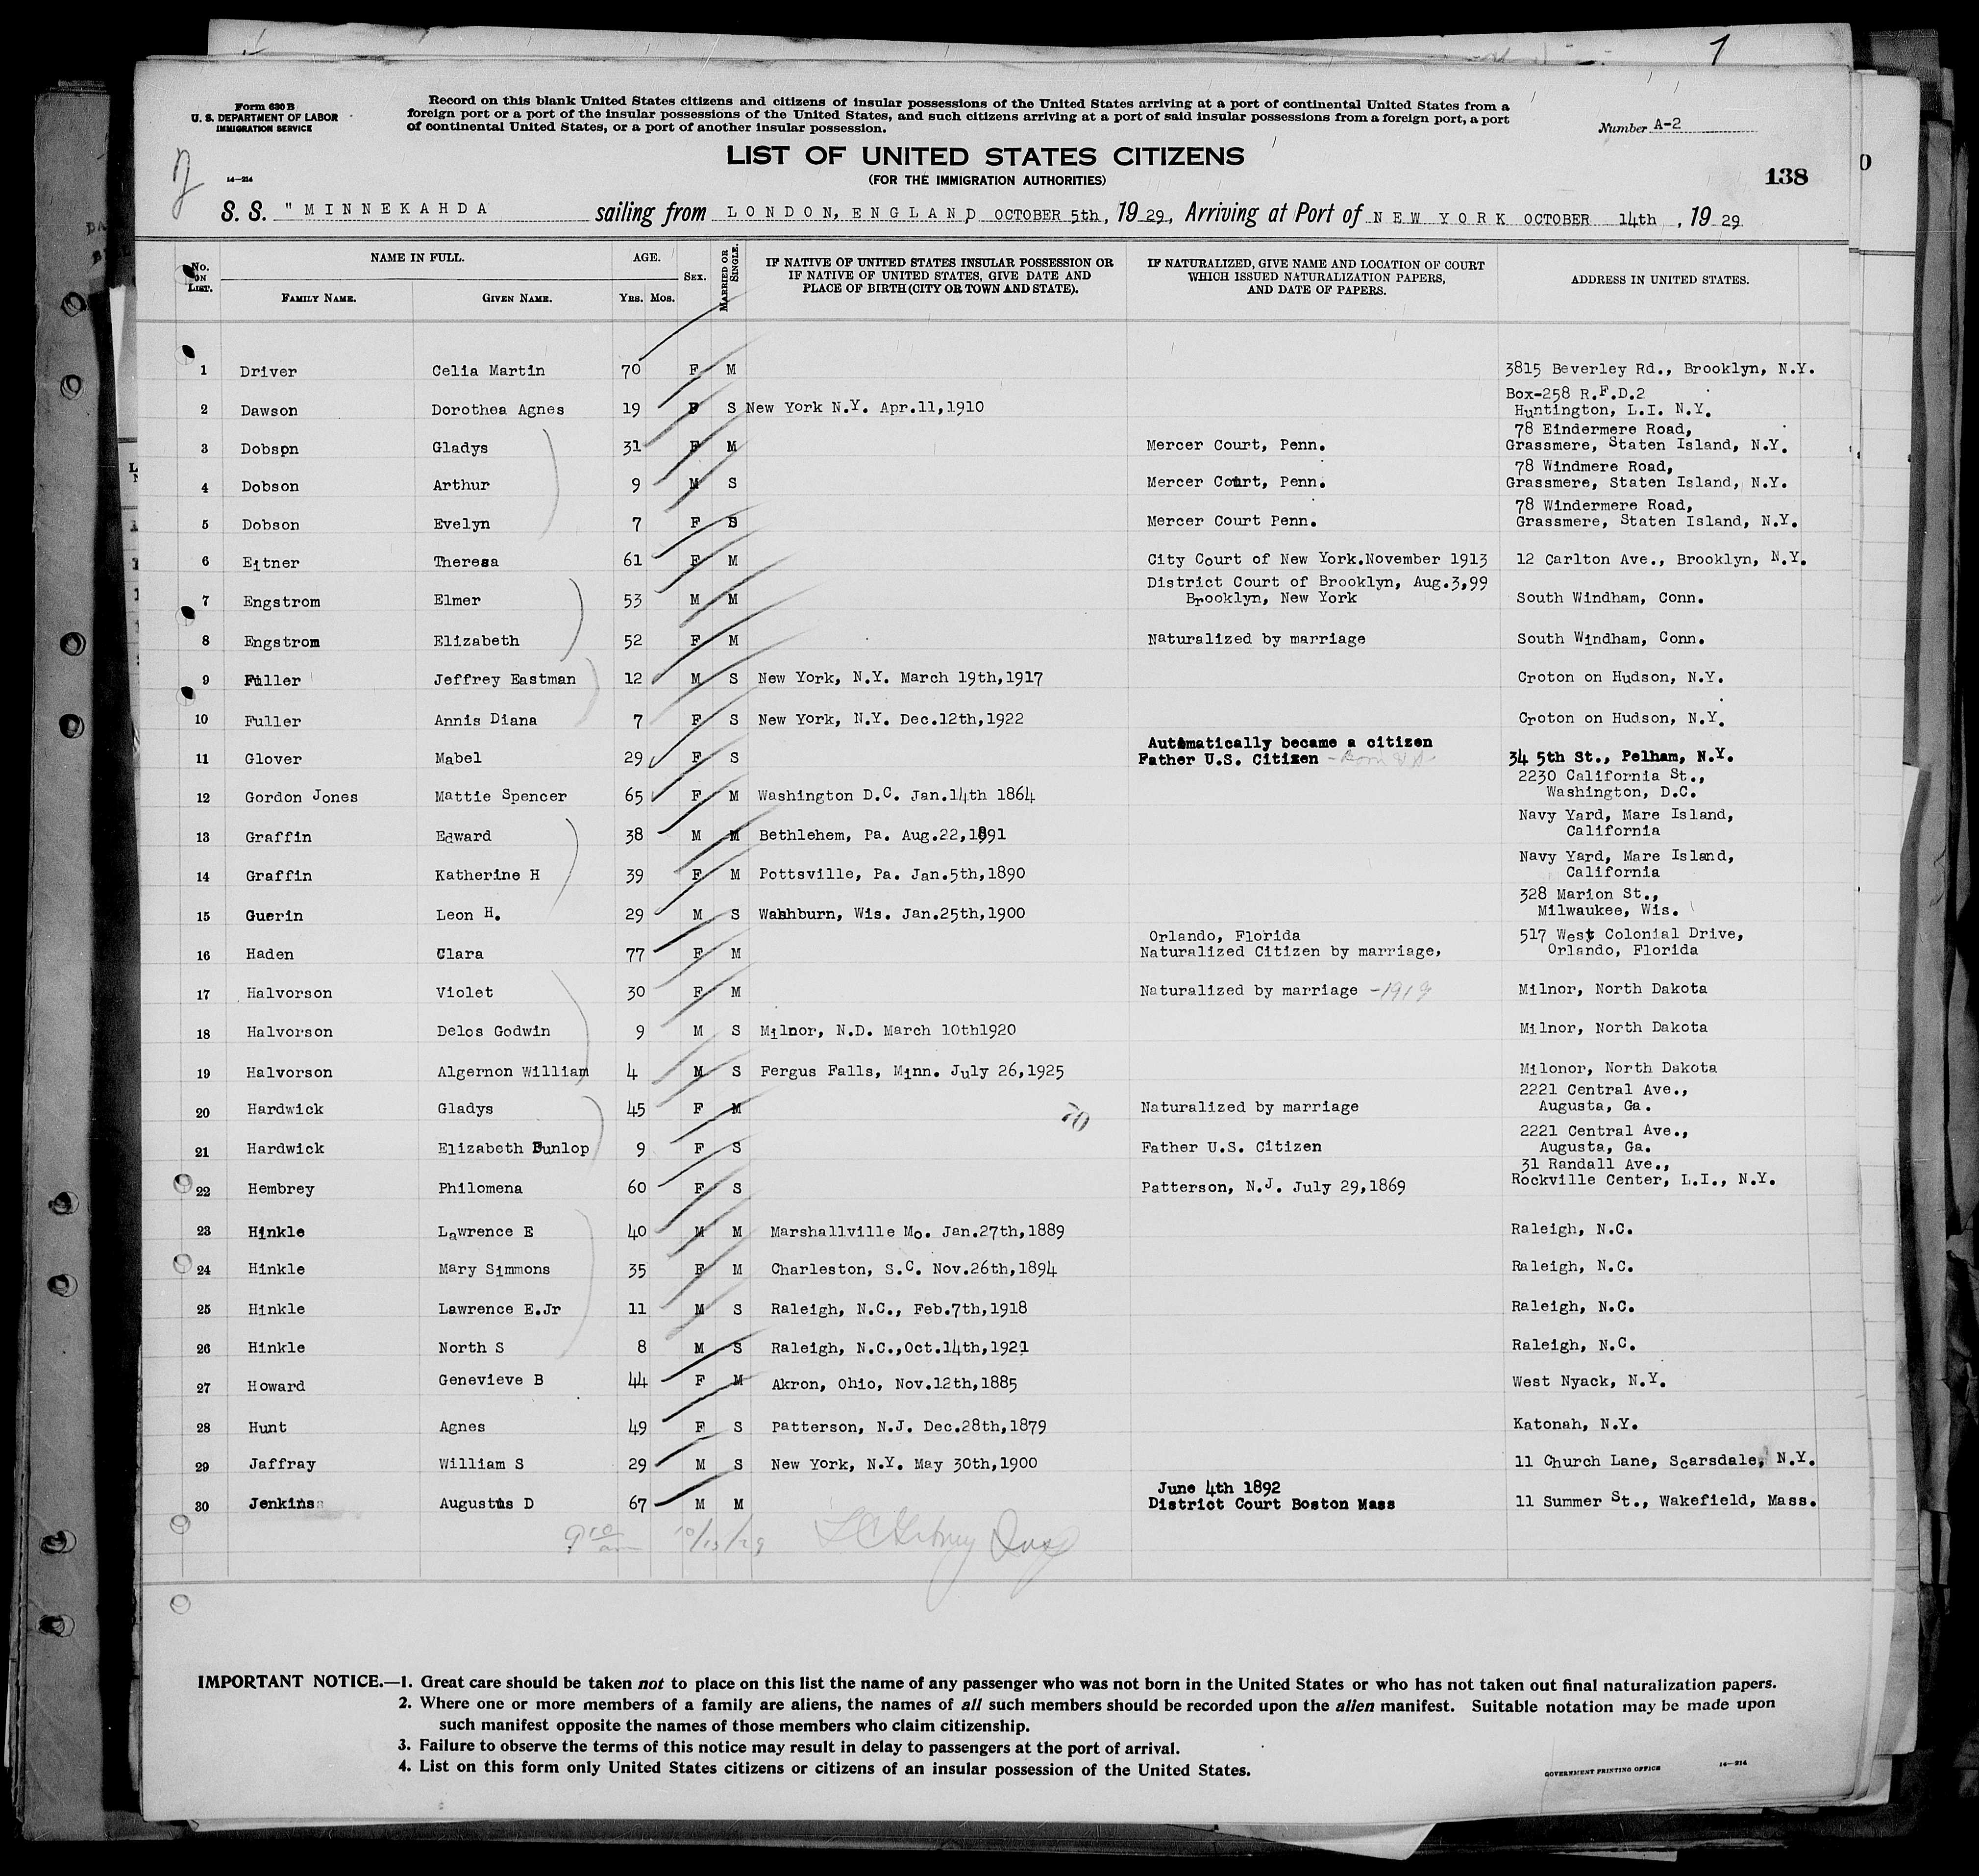 1
Form 630 B
U. S. DEPARTMENT OF LABOR
IMMIGRATION SERVICE
14—214
Record on this blank United States citizens and citizens of insular possessions of the United States arriving at a port of continental United States from a
foreign port or a port of the insular possessions of the United States, and such citizens arriving at a port of said insular possessions from a foreign port, a port
of continental United States, or a port of another insular possession.
Number A-2
LIST OF UNITED STATES CITIZENS
(FOR THE IMMIGRATION AUTHORITIES)
138
S. S. "MINNEKAHDA sailing from LONDON, ENGLAND OCTOBER 5th, 19 29, Arriving at Port of NEW YORK OCTOBER 14th, 19 29
No. ON LIST. NAME IN FULL. FAMILY NAME. GIVEN NAME. AGE. YRS. MOS. SEX. MARRIED OR SINGLE.
IF NATIVE OF UNITED STATES INSULAR POSSESSION OR
IF NATIVE OF UNITED STATES, GIVE DATE AND
PLACE OF BIRTH (CITY OR TOWN AND STATE).
IF NATURALIZED, GIVE NAME AND LOCATION OF COURT
WHICH ISSUED NATURALIZATION PAPERS,
AND DATE OF PAPERS.
ADDRESS IN UNITED STATES.
1 Driver Celia Martin 70 F M 3815 Beverley Rd., Brooklyn, N.Y.
2 Dawson Dorothea Agnes 19 F S New York N.Y. Apr.11,1910 Box-258 R.F.D.2
Huntington, L.I. N.Y.
3 Dobspn Gladys 31 F M Mercer Court, Penn. 78 Eindermere Road,
Grassmere, Staten Island, N.Y.
4 Dobson Arthur 9 M S Mercer Court, Penn. 78 Windmere Road,
Grassmere, Staten Island, N.Y.
5 Dobson Evelyn 7 F S Mercer Court Penn. 78 Windermere Road,
Grassmere, Staten Island, N.Y.
6 Eitner Theresa 61 F M City Court of New York.November 1913 12 Carlton Ave., Brooklyn, N.Y.
District Court of Brooklyn, Aug.3,99
7 Engstrom Elmer 53 M M Brooklyn, New York South Windham, Conn.
8 Engstrom Elizabeth 52 F M Naturalized by marriage South Windham, Conn.
9 Fuller Jeffrey Eastman 12 M S New York, N.Y. March 19th,1917 Croton on Hudson, N.Y.
10 Fuller Annis Diana 7 F S New York, N.Y. Dec.12th,1922 Croton on Hudson, N.Y.
Automatically became a citizen
11 Glover Mabel 29 F S Father U.S. Citizen 34 5th St., Pelham, N.Y.
12 Gordon Jones Mattie Spencer 65 F M Washington D.C. Jan.14th 1864 2230 California St.,
Washington, D.C.
13 Graffin Edward 38 M M Bethlehem, Pa. Aug.22,1891 Navy Yard, Mare Island,
California
14 Graffin Katherine H 39 F M Pottsville, Pa. Jan.5th,1890 Navy Yard, Mare Island,
California
15 Guerin Leon H. 29 M S Washburn, Wis. Jan.25th,1900 328 Marion St.,
Milwaukee, Wis.
Orlando, Florida 517 West Colonial Drive,
16 Haden Clara 77 F M Naturalized Citizen by marriage, Orlando, Florida
17 Halvorson Violet 30 F M Naturalized by marriage -1919 Milnor, North Dakota
18 Halvorson Delos Godwin 9 M S Milnor, N.D. March 10th1920 Milnor, North Dakota
19 Halvorson Algernon William 4 M S Fergus Falls, Minn. July 26,1925 Milonor, North Dakota
20 Hardwick Gladys 45 F M Naturalized by marriage 2221 Central Ave.,
Augusta, Ga.
70
21 Hardwick Elizabeth Dunlop 9 F S Father U.S. Citizen 2221 Central Ave.,
Augusta, Ga.
22 Hembrey Philomena 60 F S Patterson, N.J. July 29,1869 31 Randall Ave.,
Rockville Center, L.I., N.Y.
23 Hinkle Lawrence E 40 M M Marshallville Mo. Jan.27th,1889 Raleigh, N.C.
24 Hinkle Mary Simmons 35 F M Charleston, S.C. Nov.26th,1894 Raleigh, N.C.
25 Hinkle Lawrence E.Jr 11 M S Raleigh, N.C., Feb.7th,1918 Raleigh, N.C.
26 Hinkle North S 8 M S Raleigh, N.C.,Oct.14th,1921 Raleigh, N.C.
27 Howard Genevieve B 44 F M Akron, Ohio, Nov.12th,1885 West Nyack, N.Y.
28 Hunt Agnes 49 F S Patterson, N.J. Dec.28th,1879 Katonah, N.Y.
29 Jaffray William S 29 M S New York, N.Y. May 30th,1900 11 Church Lane, Scarsdale, N.Y.
June 4th 1892
30 Jenkins Augustus D 67 M M District Court Boston Mass 11 Summer St., Wakefield, Mass.
IMPORTANT NOTICE.—1. Great care should be taken not to place on this list the name of any passenger who was not born in the United States or who has not taken out final naturalization papers.
2. Where one or more members of a family are aliens, the names of all such members should be recorded upon the alien manifest. Suitable notation may be made upon
such manifest opposite the names of those members who claim citizenship.
3. Failure to observe the terms of this notice may result in delay to passengers at the port of arrival.
4. List on this form only United States citizens or citizens of an insular possession of the United States.
GOVERNMENT PRINTING OFFICE 14—214